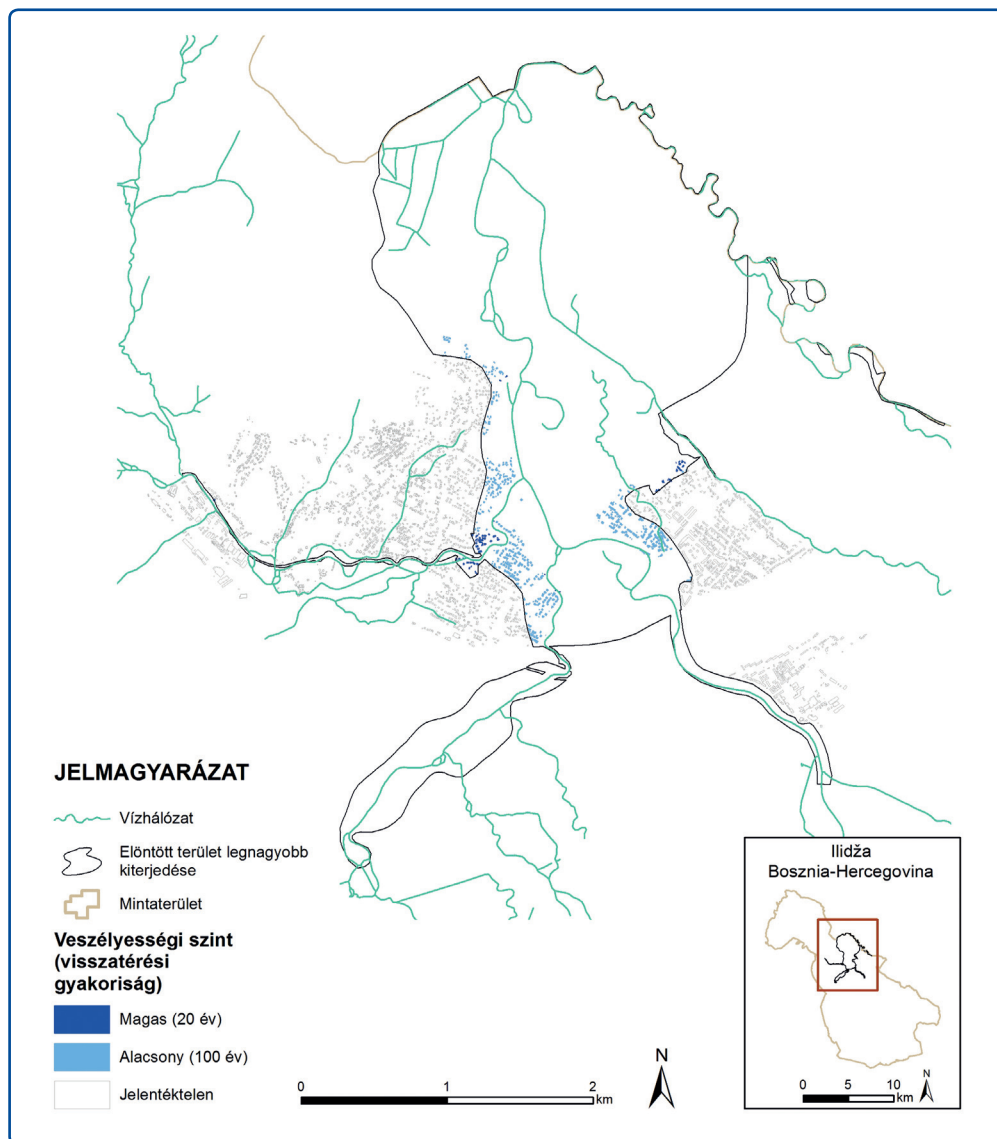 JELMAGYARÁZAT
Vízhálózat
Elöntött terület legnagyobb
kiterjedése
Mintaterület
Veszélyességi szint
(visszatérési
gyakoriság)
Magas (20 év)
Alacsony (100 év)
Jelentéktelen
0 1 2
km
N
Ilidža
Bosznia-Hercegovina
N
0 5 10
km